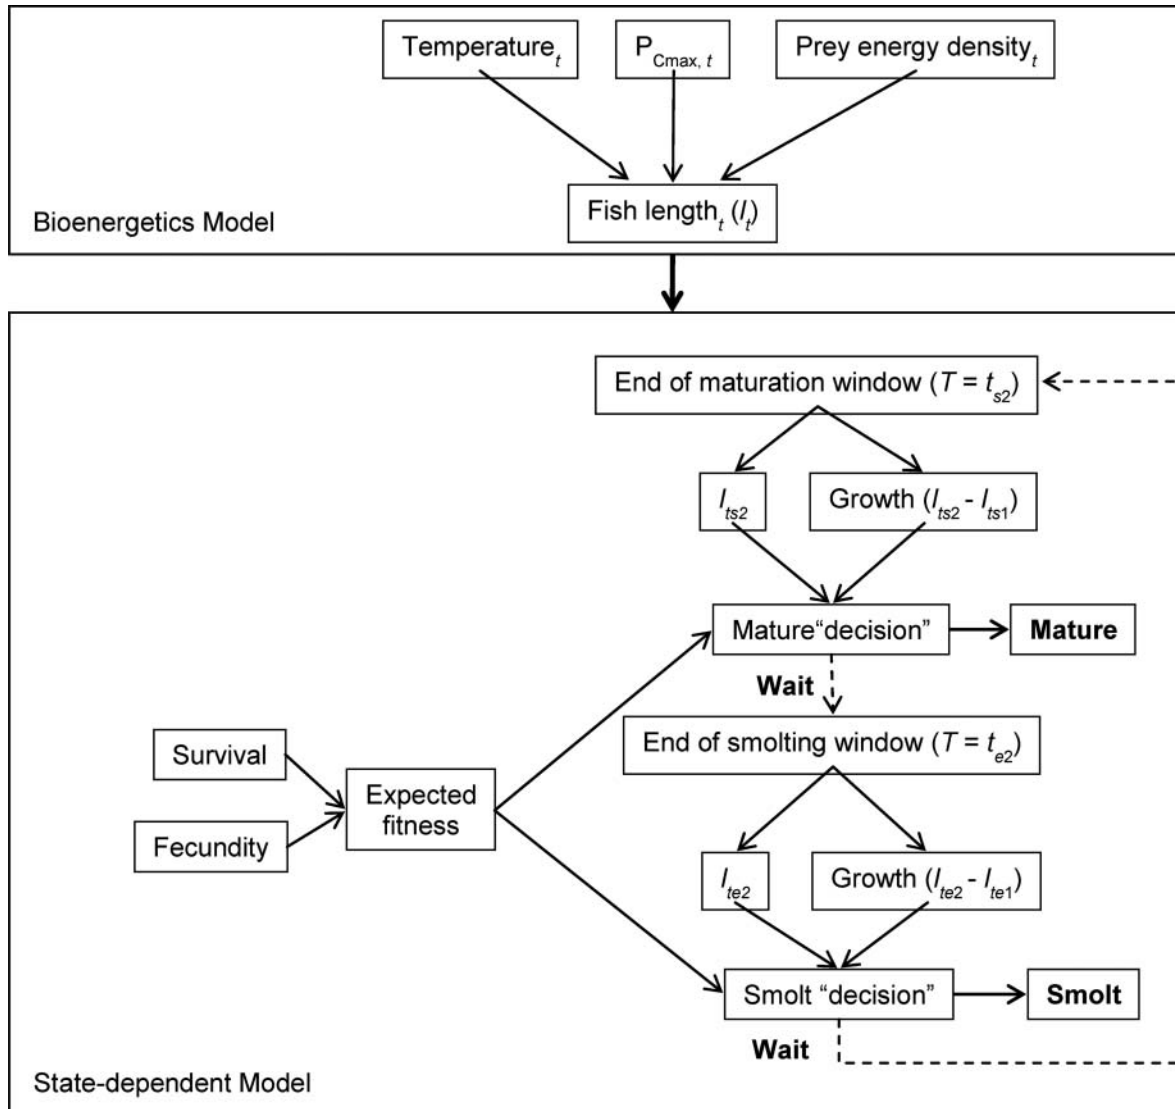 Temperature_t
P_Cmax, t
Prey energy density_t
Fish length_t (l_t)
Bioenergetics Model
End of maturation window (T = t_s2)
l_ts2
Growth (l_ts2 - l_ts1)
Mature“decision”
Mature
Wait
End of smolting window (T = t_e2)
Survival
Expected
fitness
Fecundity
l_te2
Growth (l_te2 - l_te1)
Smolt “decision”
Smolt
Wait
State-dependent Model